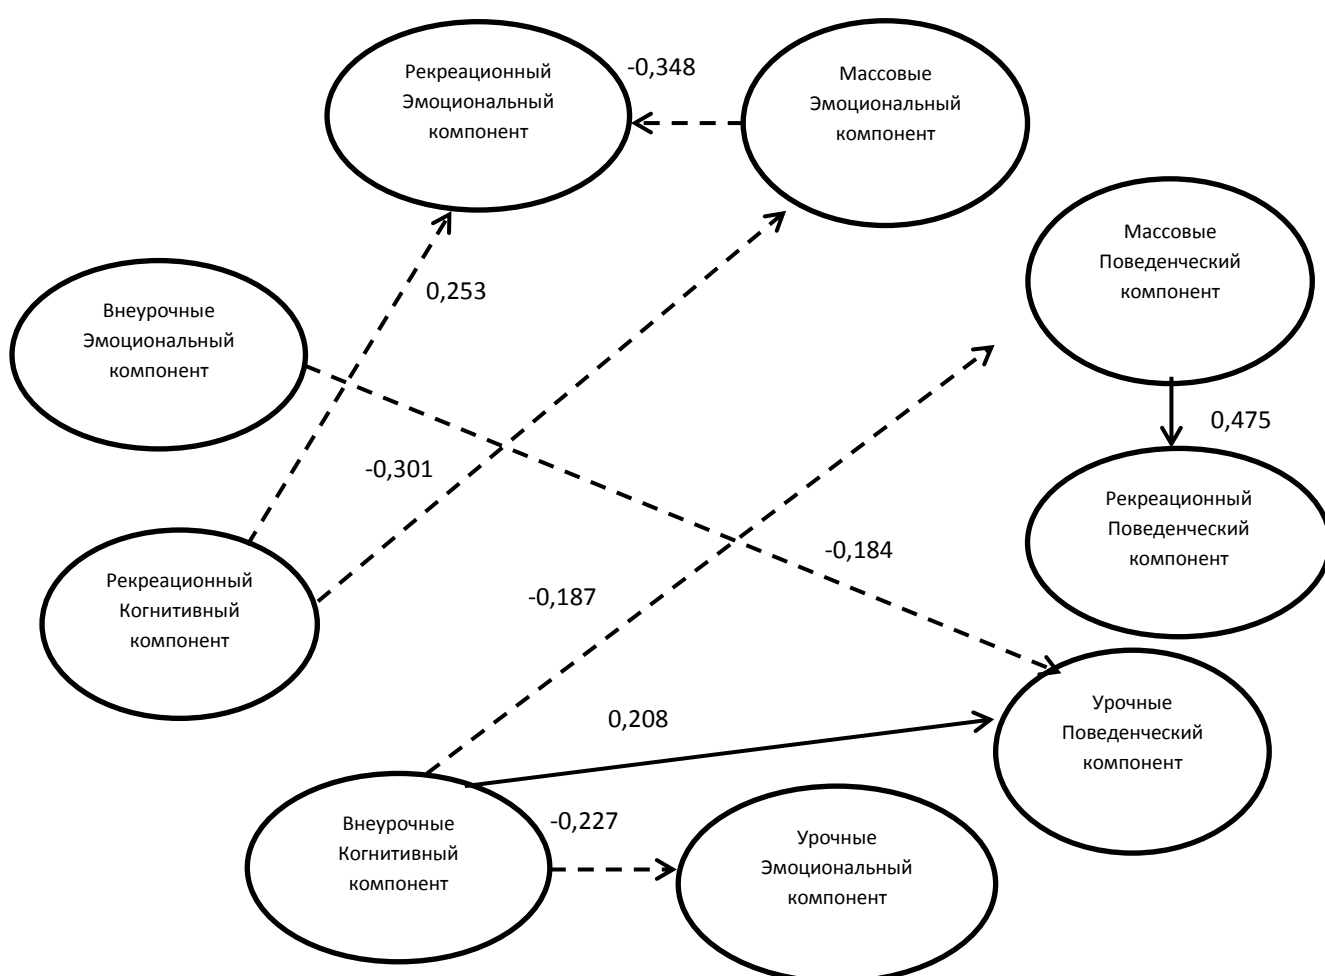 Рекреационный
Эмоциональный
компонент
-0,348
Массовые
Эмоциональный
компонент
Массовые
Поведенческий
компонент
0,253
Внеурочные
Эмоциональный
компонент
0,475
-0,301
Рекреационный
Поведенческий
компонент
-0,184
Рекреационный
Когнитивный
компонент
-0,187
0,208
Урочные
Поведенческий
компонент
Внеурочные
Когнитивный
компонент
-0,227
Урочные
Эмоциональный
компонент